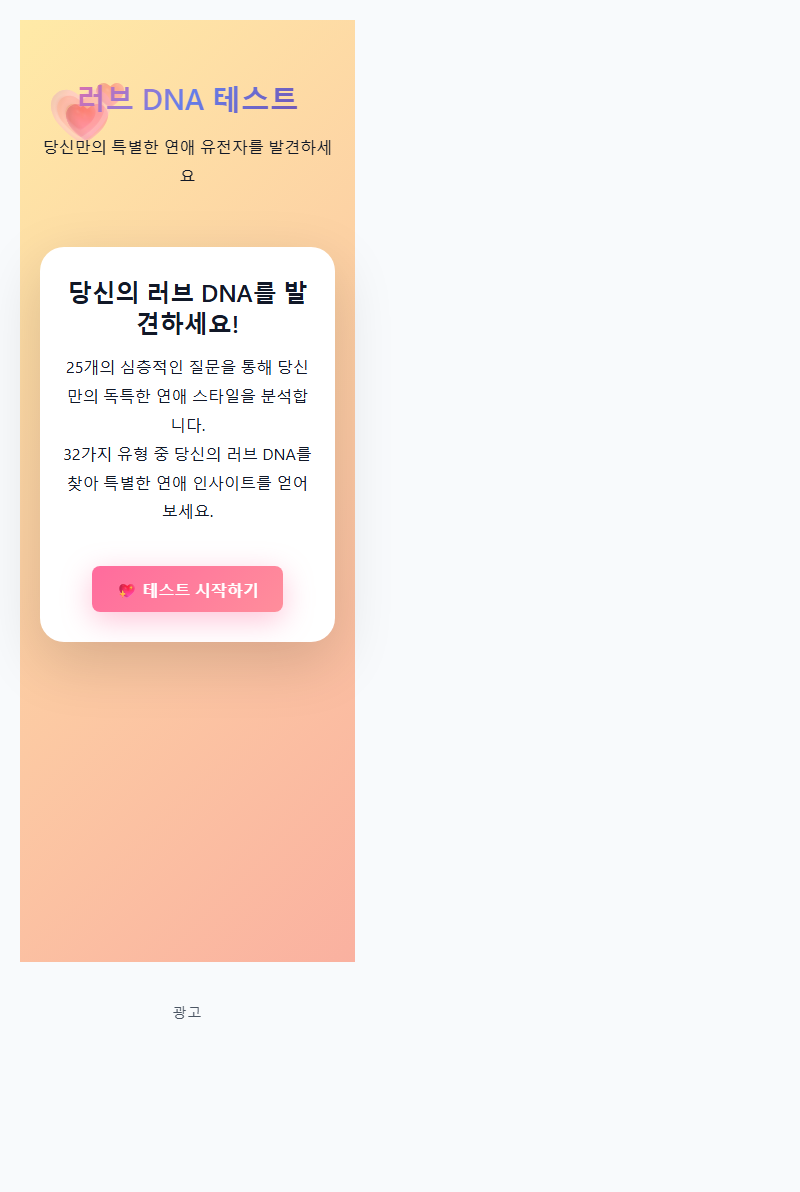 러브 DNA 테스트
당신만의 특별한 연애 유전자를 발견하세
요
당신의 러브 DNA를 발
견하세요!
25개의 심층적인 질문을 통해 당신
만의 독특한 연애 스타일을 분석합
니다.
32가지 유형 중 당신의 러브 DNA를
찾아 특별한 연애 인사이트를 얻어
보세요.
💖 테스트 시작하기
광고